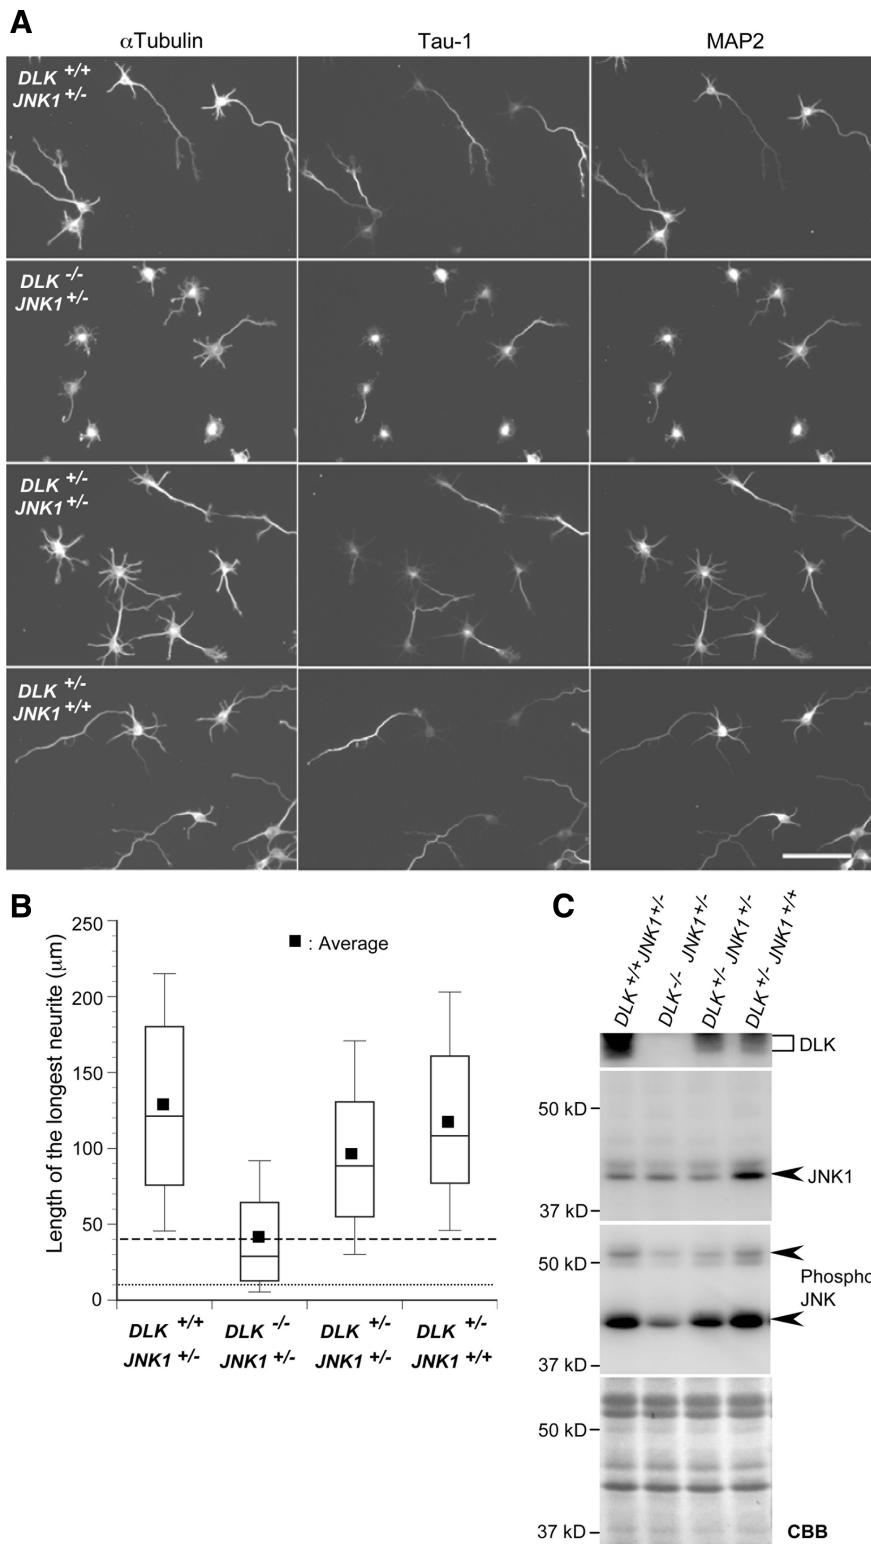 A
αTubulin Tau-1 MAP2
DLK +/+
JNK1 +/-
DLK -/-
JNK1 +/-
DLK +/-
JNK1 +/-
DLK +/-
JNK1 +/+
B
Length of the longest neurite (μm)
250
200
150
100
50
0
■ : Average
DLK +/+ DLK -/- DLK +/- DLK +/-
JNK1 +/- JNK1 +/- JNK1 +/- JNK1 +/+
C
DLK +/+ JNK1 +/-
DLK -/- JNK1 +/-
DLK +/- JNK1 +/-
DLK +/- JNK1 +/+
DLK
50 kD
JNK1
37 kD
50 kD
Phospho
JNK
37 kD
50 kD
37 kD
CBB